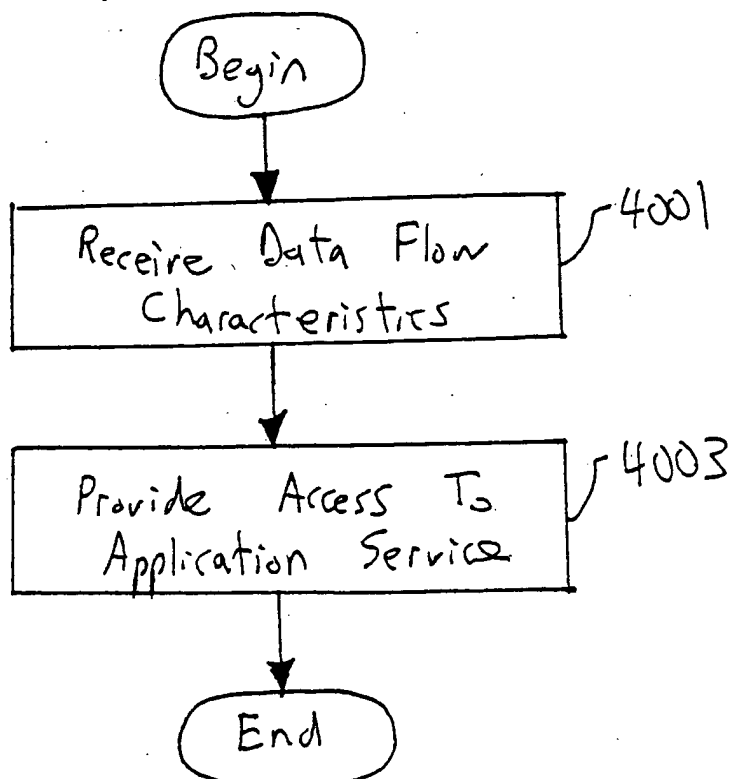 Begin
Receive Data Flow
Characteristics
4001
Provide Access To
Application Service
4003
End